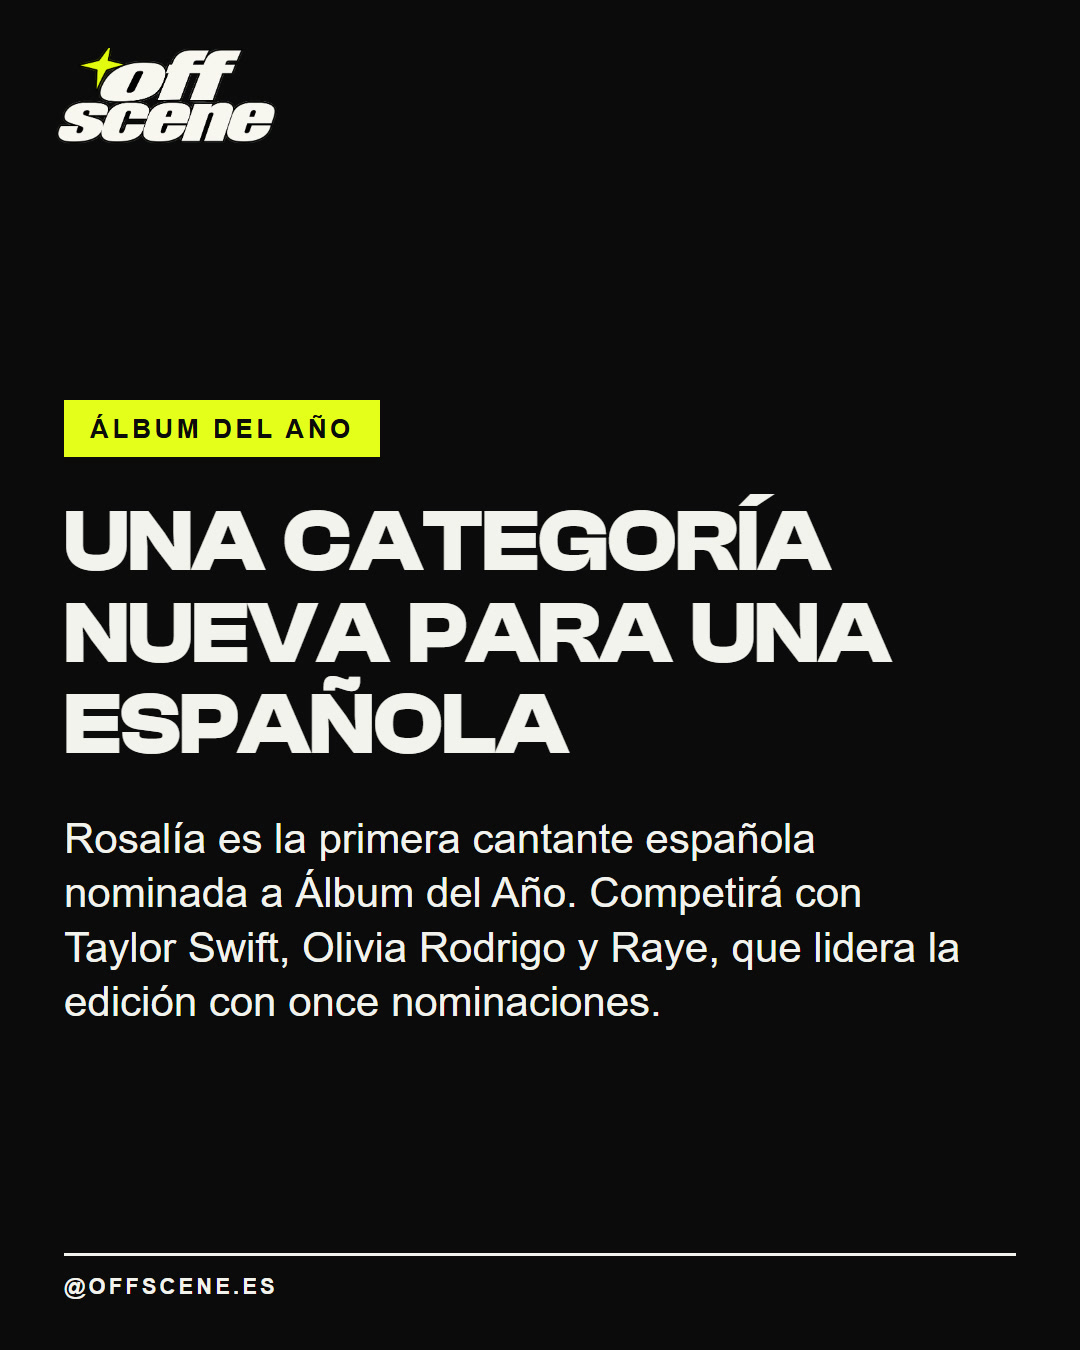 off
scene
ÁLBUM DEL AÑO
UNA CATEGORÍA
NUEVA PARA UNA
ESPAÑOLA
Rosalía es la primera cantante española
nominada a Álbum del Año. Competirá con
Taylor Swift, Olivia Rodrigo y Raye, que lidera la
edición con once nominaciones.
@OFFSCENE.ES